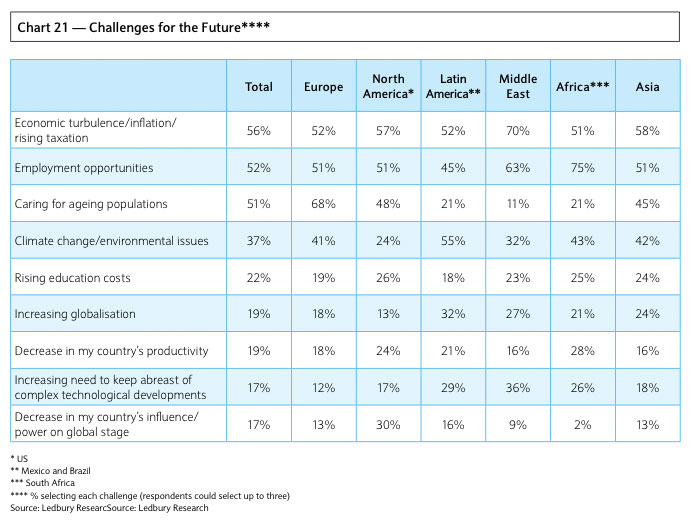 Chart 21 — Challenges for the Future****
Total Europe North America* Latin America** Middle East Africa*** Asia
Economic turbulence/inflation/
rising taxation 56% 52% 57% 52% 70% 51% 58%
Employment opportunities 52% 51% 51% 45% 63% 75% 51%
Caring for ageing populations 51% 68% 48% 21% 11% 21% 45%
Climate change/environmental issues 37% 41% 24% 55% 32% 43% 42%
Rising education costs 22% 19% 26% 18% 23% 25% 24%
Increasing globalisation 19% 18% 13% 32% 27% 21% 24%
Decrease in my country's productivity 19% 18% 24% 21% 16% 28% 16%
Increasing need to keep abreast of
complex technological developments 17% 12% 17% 29% 36% 26% 18%
Decrease in my country's influence/
power on global stage 17% 13% 30% 16% 9% 2% 13%
* US
** Mexico and Brazil
*** South Africa
**** % selecting each challenge (respondents could select up to three)
Source: Ledbury ResearcSource: Ledbury Research